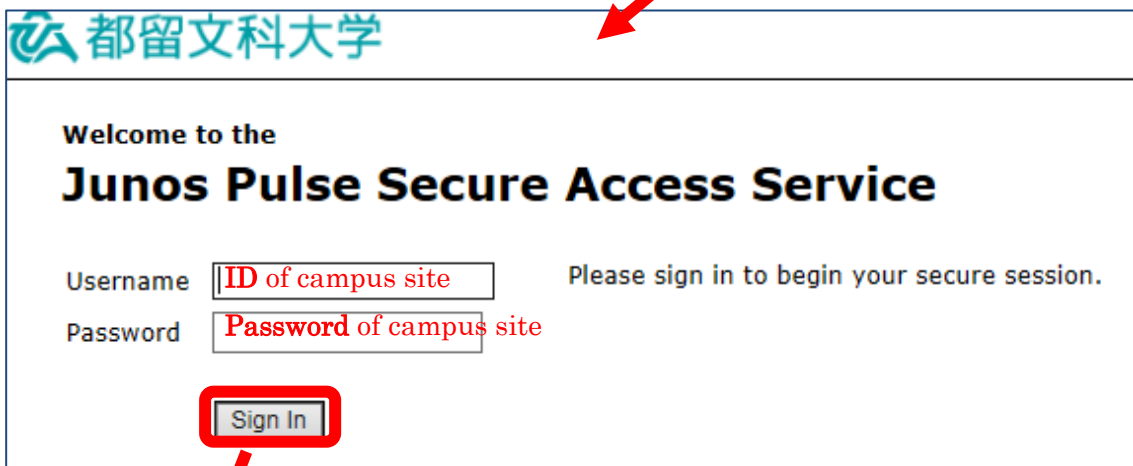 都留文科大学
Welcome to the
Junos Pulse Secure Access Service
Username ID of campus site Please sign in to begin your secure session.
Password Password of campus site
Sign In